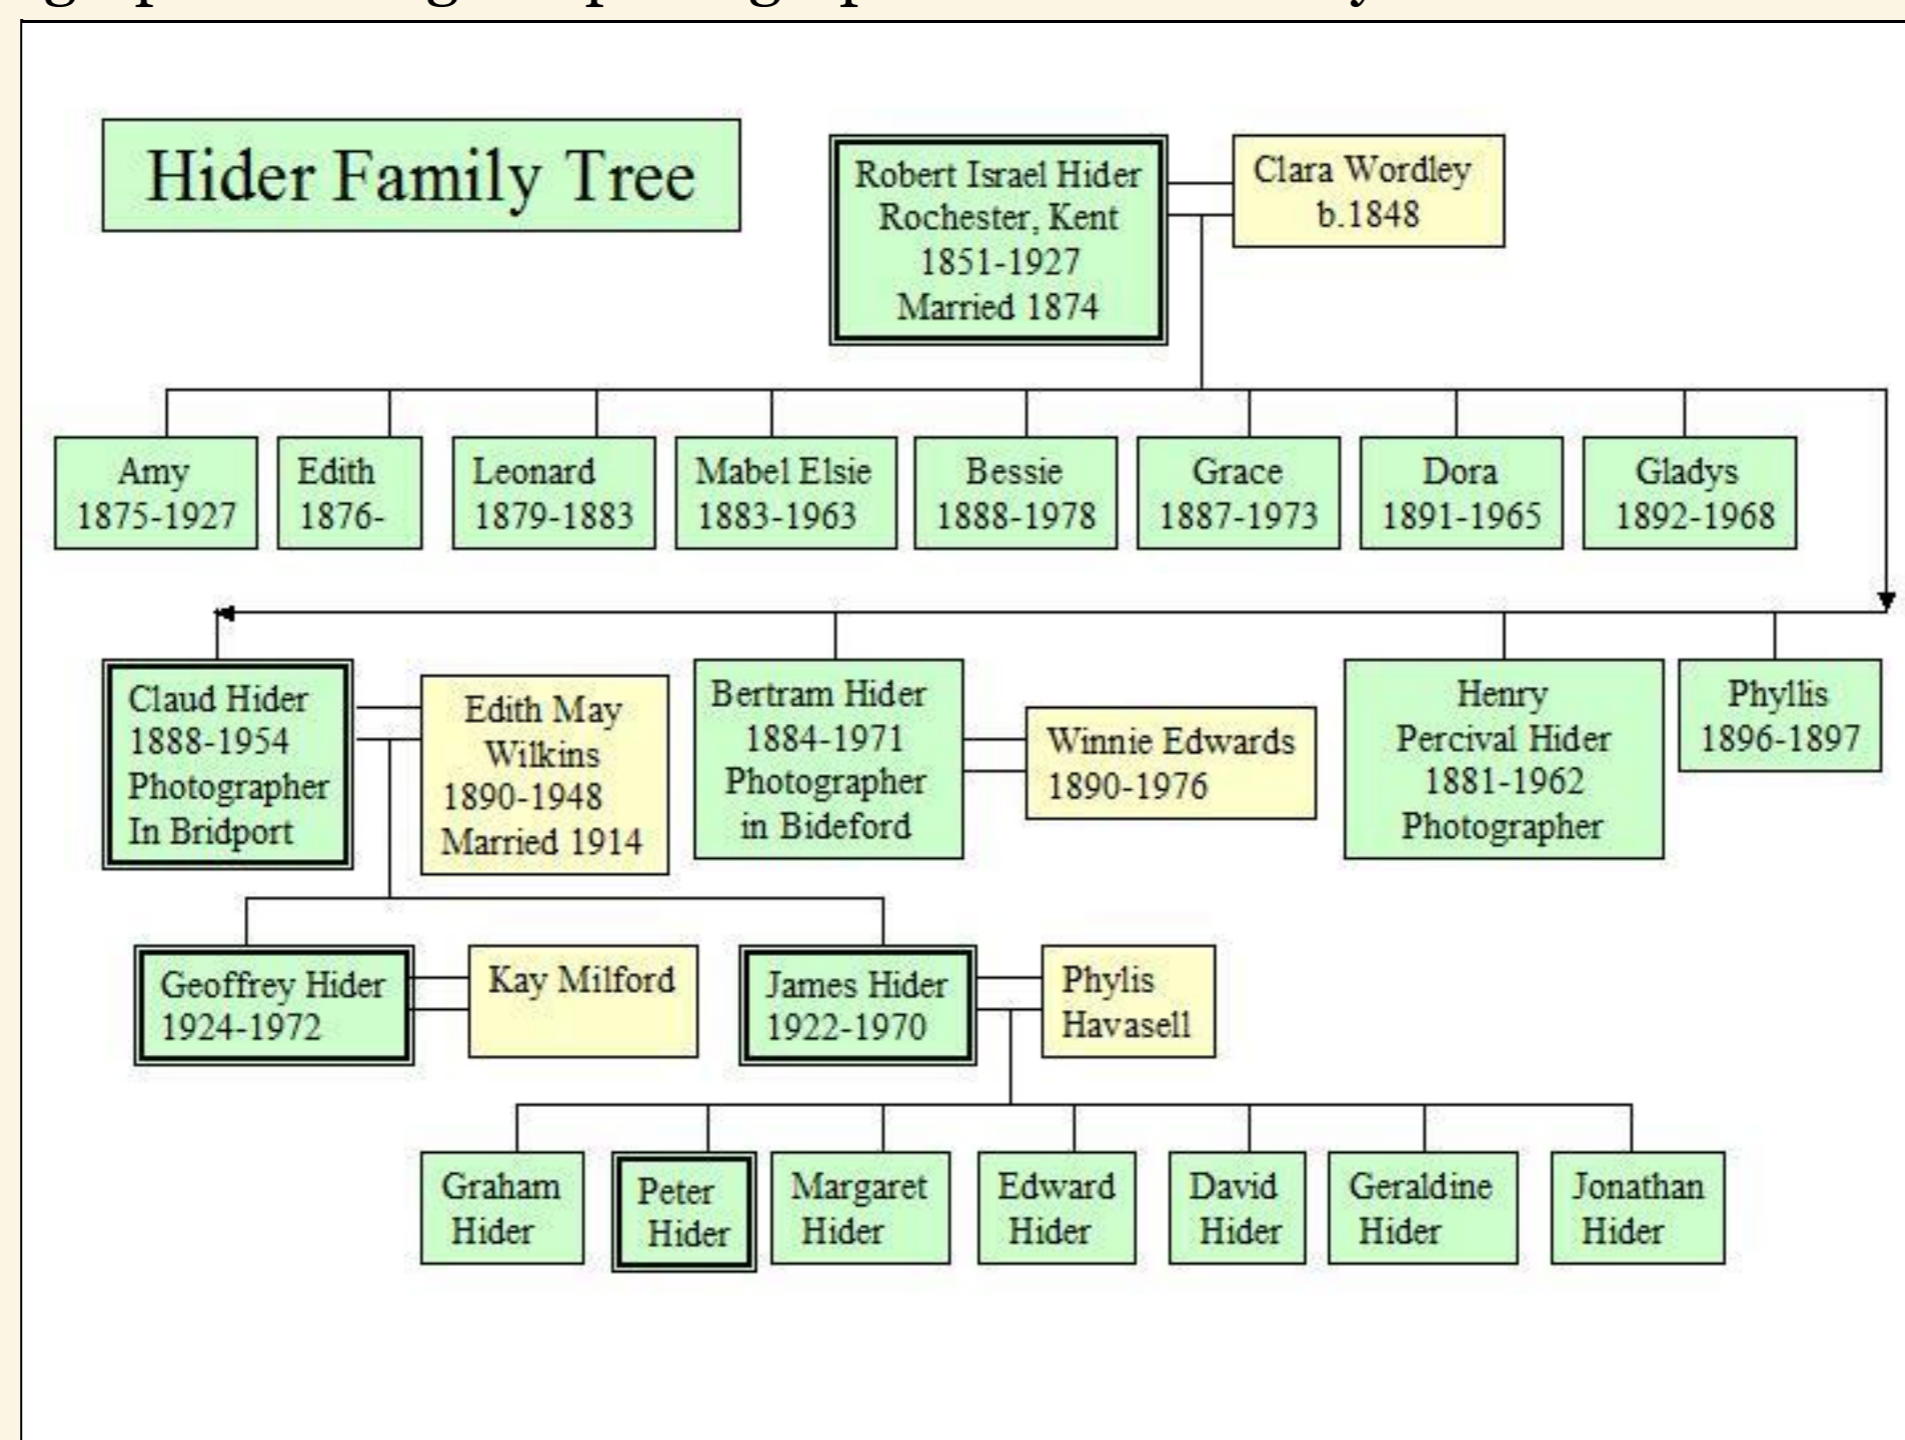 Hider Family Tree
Robert Israel Hider
Rochester, Kent
1851-1927
Married 1874
Clara Wordley
b.1848
Amy
1875-1927
Edith
1876-
Leonard
1879-1883
Mabel Elsie
1883-1963
Bessie
1888-1978
Grace
1887-1973
Dora
1891-1965
Gladys
1892-1968
Claud Hider
1888-1954
Photographer
In Bridport
Edith May
Wilkins
1890-1948
Married 1914
Bertram Hider
1884-1971
Photographer
in Bideford
Winnie Edwards
1890-1976
Henry
Percival Hider
1881-1962
Photographer
Phyllis
1896-1897
Geoffrey Hider
1924-1972
Kay Milford
James Hider
1922-1970
Phylis
Havasell
Graham
Hider
Peter
Hider
Margaret
Hider
Edward
Hider
David
Hider
Geraldine
Hider
Jonathan
Hider